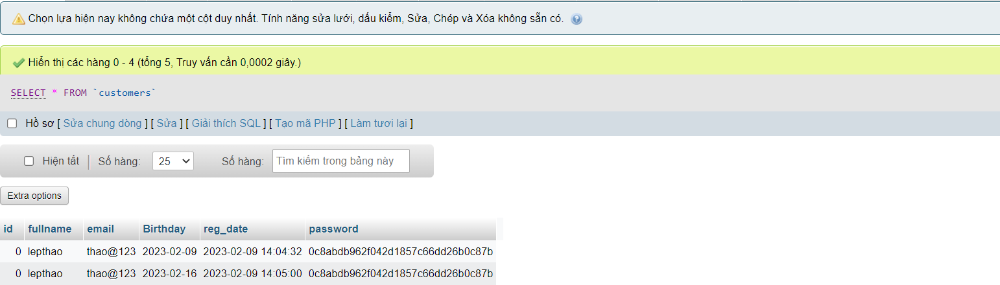 Chọn lựa hiện nay không chứa một cột duy nhất. Tính năng sửa lưới, dấu kiểm, Sửa, Chép và Xóa không sẵn có.
Hiển thị các hàng 0 - 4 (tổng 5, Truy vấn cần 0,0002 giây.)
SELECT * FROM `customers`
Hồ sơ [ Sửa chung dòng ] [ Sửa ] [ Giải thích SQL ] [ Tạo mã PHP ] [ Làm tươi lại ]
Hiện tất Số hàng: 25 Số hàng: Tìm kiếm trong bảng này
Extra options
id fullname email Birthday reg_date password
0 lepthao thao@123 2023-02-09 2023-02-09 14:04:32 0c8abdb962f042d1857c66dd26b0c87b
0 lepthao thao@123 2023-02-16 2023-02-09 14:05:00 0c8abdb962f042d1857c66dd26b0c87b